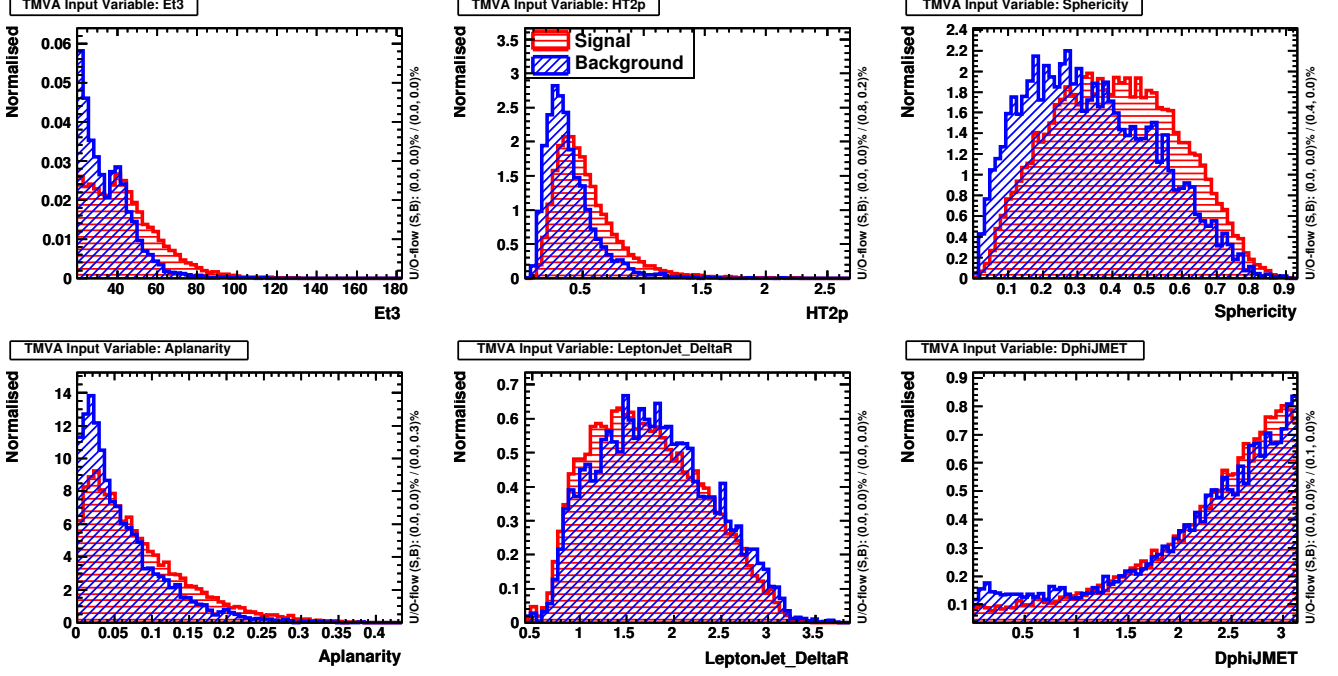 TMVA Input Variable: Et3
Normalised
0.06
0.05
0.04
0.03
0.02
0.01
0
40 60 80 100 120 140 160 180
Et3
U/O-flow (S,B): (0.0, 0.0)% / (0.0, 0.0)%
TMVA Input Variable: HT2p
Normalised
Signal
Background
3.5
3
2.5
2
1.5
1
0.5
0
0.5 1 1.5 2 2.5
HT2p
U/O-flow (S,B): (0.0, 0.0)% / (0.8, 0.2)%
TMVA Input Variable: Sphericity
Normalised
2.4
2.2
2
1.8
1.6
1.4
1.2
1
0.8
0.6
0.4
0.2
0
0.1 0.2 0.3 0.4 0.5 0.6 0.7 0.8 0.9
Sphericity
U/O-flow (S,B): (0.0, 0.0)% / (0.4, 0.0)%
TMVA Input Variable: Aplanarity
Normalised
14
12
10
8
6
4
2
0
0 0.05 0.1 0.15 0.2 0.25 0.3 0.35 0.4
Aplanarity
U/O-flow (S,B): (0.0, 0.0)% / (0.0, 0.3)%
TMVA Input Variable: LeptonJet_DeltaR
Normalised
0.7
0.6
0.5
0.4
0.3
0.2
0.1
0
0.5 1 1.5 2 2.5 3 3.5
LeptonJet_DeltaR
U/O-flow (S,B): (0.0, 0.0)% / (0.0, 0.0)%
TMVA Input Variable: DphiJMET
Normalised
0.9
0.8
0.7
0.6
0.5
0.4
0.3
0.2
0.1
0.5 1 1.5 2 2.5 3
DphiJMET
U/O-flow (S,B): (0.0, 0.0)% / (0.1, 0.0)%